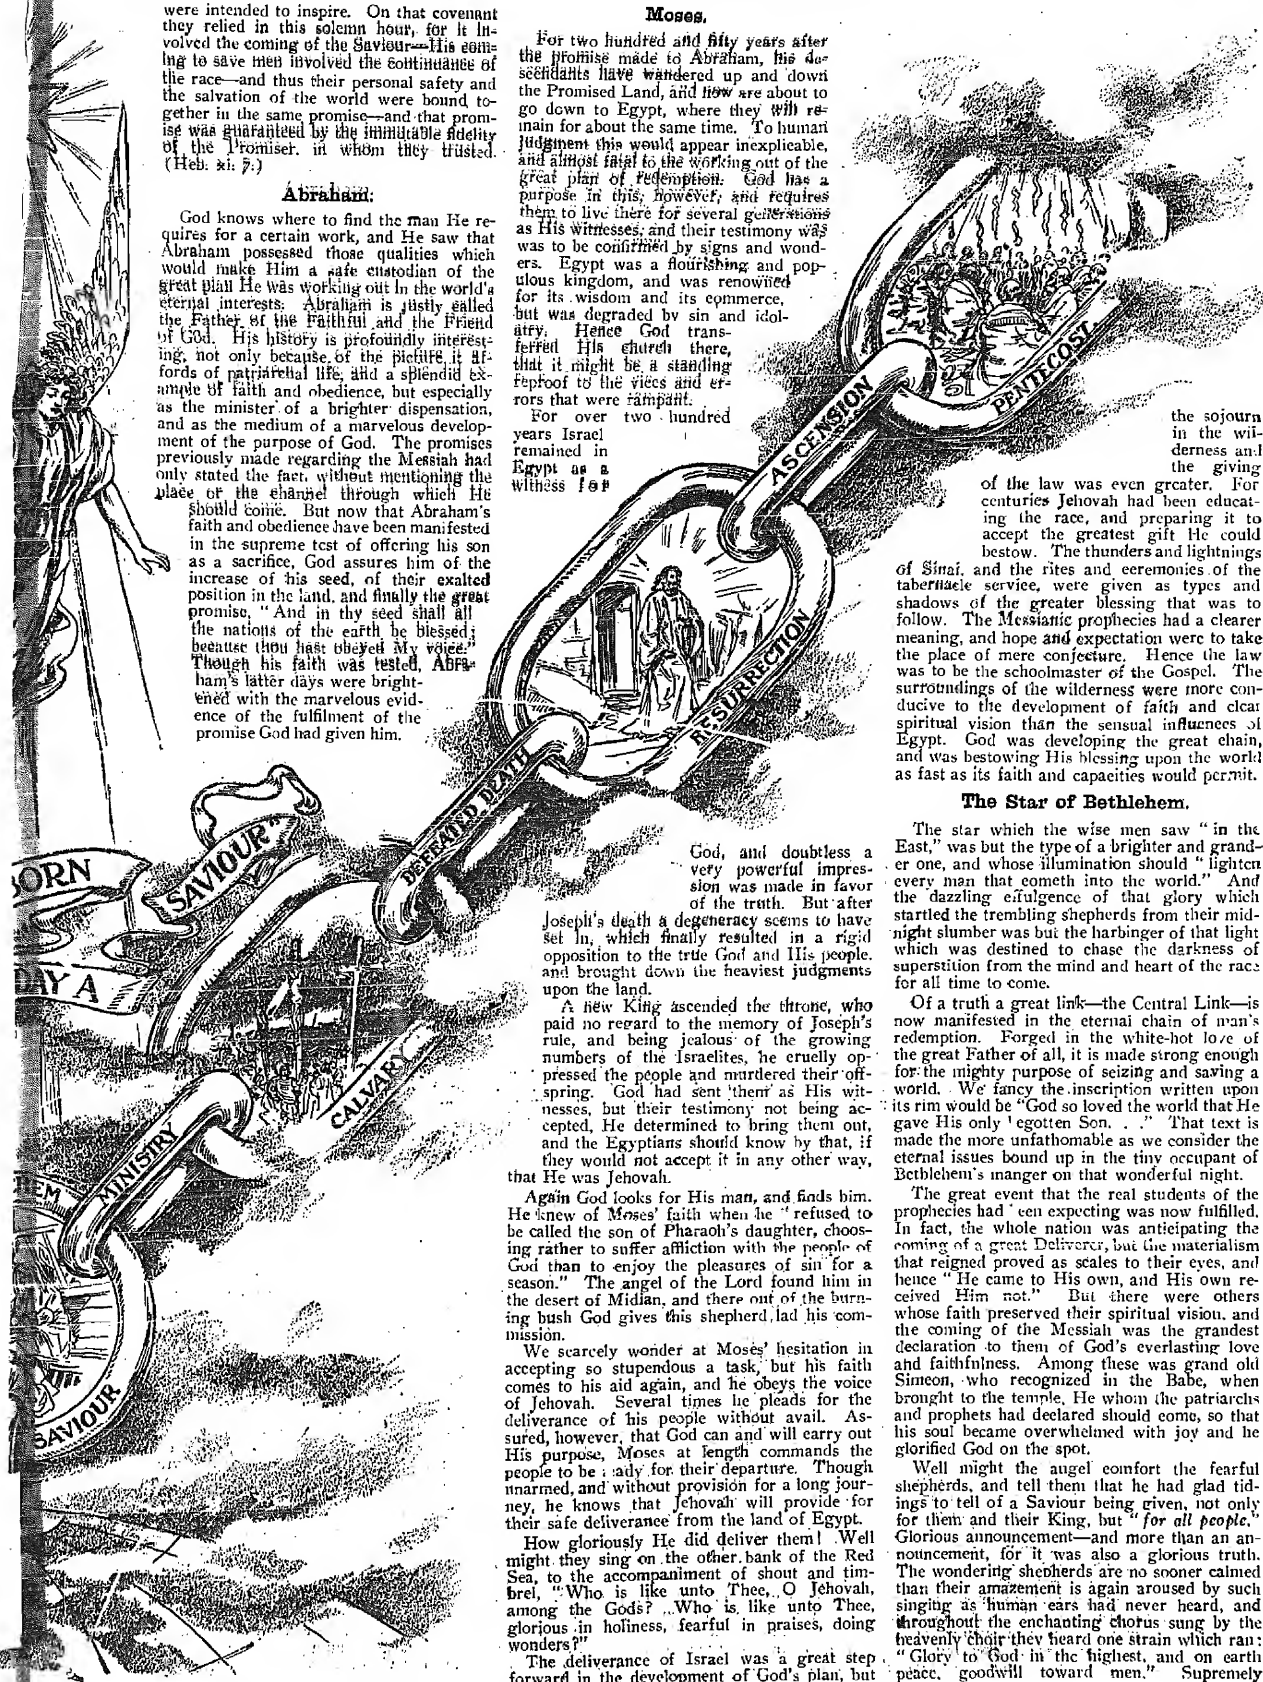 were intended to inspire. On that covenant
they relied in this solemn hour, for it in-
volved the coming of the Saviour—His com-
ing to save men involved the continuance of
the race—and thus their personal safety and
the salvation of the world were bound to-
gether in the same promise—and that prom-
ise was guaranteed by the immutable fidelity
of the Promiser, in whom they trusted.
(Heb. xi: 7.)
Abraham.
God knows where to find the man He re-
quires for a certain work, and He saw that
Abraham possessed those qualities which
would make Him a safe custodian of the
great plan He was working out in the world's
eternal interests. Abraham is justly called
the Father of the Faithful and the Friend
of God. His history is profoundly interest-
ing, not only because of the picture it af-
fords of patriarchal life, and a splendid ex-
ample of faith and obedience, but especially
as the minister of a brighter dispensation,
and as the medium of a marvelous develop-
ment of the purpose of God. The promises
previously made regarding the Messiah had
only stated the fact, without mentioning the
place or the channel through which He
should come. But now that Abraham's
faith and obedience have been manifested
in the supreme test of offering his son
as a sacrifice, God assures him of the
increase of his seed, of their exalted
position in the land, and finally the great
promise, "And in thy seed shall all
the nations of the earth be blessed;
because thou hast obeyed My voice."
Though his faith was tested, Abra-
ham's latter days were bright-
ened with the marvelous evid-
ence of the fulfilment of the
promise God had given him.
Moses.
For two hundred and fifty years after
the promise made to Abraham, his de-
scendants have wandered up and down
the Promised Land, and now are about to
go down to Egypt, where they will re-
main for about the same time. To human
judgment this would appear inexplicable,
and almost fatal to the working out of the
great plan of redemption. God has a
purpose in this, however, and requires
them to live there for several generations
as His witnesses, and their testimony was
was to be confirmed by signs and wond-
ers. Egypt was a flourishing and pop-
ulous kingdom, and was renowned
for its wisdom and its commerce,
but was degraded by sin and idol-
atry. Hence God trans-
ferred His church there,
that it might be a standing
reproof to the vices and er-
rors that were rampant.
For over two hundred
years Israel
remained in
Egypt as a
witness for
God, and doubtless a
very powerful impres-
sion was made in favor
of the truth. But after
Joseph's death a degeneracy seems to have
set in, which finally resulted in a rigid
opposition to the true God and His people,
and brought down the heaviest judgments
upon the land.
A new King ascended the throne, who
paid no regard to the memory of Joseph's
rule, and being jealous of the growing
numbers of the Israelites, he cruelly op-
pressed the people and murdered their off-
spring. God had sent them as His wit-
nesses, but their testimony not being ac-
cepted, He determined to bring them out,
and the Egyptians should know by that, if
they would not accept it in any other way,
that He was Jehovah.
Again God looks for His man, and finds him.
He knew of Moses' faith when he "refused to
be called the son of Pharaoh's daughter, choos-
ing rather to suffer affliction with the people of
God than to enjoy the pleasures of sin for a
season." The angel of the Lord found him in
the desert of Midian, and there out of the burn-
ing bush God gives this shepherd lad his com-
mission.
We scarcely wonder at Moses' hesitation in
accepting so stupendous a task, but his faith
comes to his aid again, and he obeys the voice
of Jehovah. Several times he pleads for the
deliverance of his people without avail. As-
sured, however, that God can and will carry out
His purpose, Moses at length commands the
people to be ready for their departure. Though
unarmed, and without provision for a long jour-
ney, he knows that Jehovah will provide for
their safe deliverance from the land of Egypt.
How gloriously He did deliver them! Well
might they sing on the other bank of the Red
Sea, to the accompaniment of shout and tim-
brel, "Who is like unto Thee, O Jehovah,
among the Gods? Who is like unto Thee,
glorious in holiness, fearful in praises, doing
wonders?"
The deliverance of Israel was a great step
forward in the development of God's plan, but
the sojourn
in the wil-
derness and
the giving
of the law was even greater. For
centuries Jehovah had been educat-
ing the race, and preparing it to
accept the greatest gift He could
bestow. The thunders and lightnings
of Sinai, and the rites and ceremonies of the
tabernacle service, were given as types and
shadows of the greater blessing that was to
follow. The Messianic prophecies had a clearer
meaning, and hope and expectation were to take
the place of mere conjecture. Hence the law
was to be the schoolmaster of the Gospel. The
surroundings of the wilderness were more con-
ducive to the development of faith and clear
spiritual vision than the sensual influences of
Egypt. God was developing the great chain,
and was bestowing His blessing upon the world
as fast as its faith and capacities would permit.
The Star of Bethlehem.
The star which the wise men saw "in the
East," was but the type of a brighter and grand-
er one, and whose illumination should "lighten
every man that cometh into the world." And
the dazzling effulgence of that glory which
startled the trembling shepherds from their mid-
night slumber was but the harbinger of that light
which was destined to chase the darkness of
superstition from the mind and heart of the race
for all time to come.
Of a truth a great link—the Central Link—is
now manifested in the eternal chain of man's
redemption. Forged in the white-hot love of
the great Father of all, it is made strong enough
for the mighty purpose of seizing and saving a
world. We fancy the inscription written upon
its rim would be "God so loved the world that He
gave His only egotten Son. . ." That text is
made the more unfathomable as we consider the
eternal issues bound up in the tiny occupant of
Bethlehem's manger on that wonderful night.
The great event that the real students of the
prophecies had een expecting was now fulfilled.
In fact, the whole nation was anticipating the
coming of a great Deliverer, but the materialism
that reigned proved as scales to their eyes, and
hence "He came to His own, and His own re-
ceived Him not." But there were others
whose faith preserved their spiritual vision, and
the coming of the Messiah was the grandest
declaration to them of God's everlasting love
and faithfulness. Among these was grand old
Simeon, who recognized in the Babe, when
brought to the temple, He whom the patriarchs
and prophets had declared should come, so that
his soul became overwhelmed with joy and he
glorified God on the spot.
Well might the angel comfort the fearful
shepherds, and tell them that he had glad tid-
ings to tell of a Saviour being given, not only
for them and their King, but "for all people."
Glorious announcement—and more than an an-
nouncement, for it was also a glorious truth.
The wondering shepherds are no sooner calmed
than their amazement is again aroused by such
singing as human ears had never heard, and
throughout the enchanting chorus sung by the
heavenly choir they heard one strain which ran:
"Glory to God in the highest, and on earth
peace, goodwill toward men." Supremely
PENTECOST.
ASCENSION
RESURRECTION
DEFEATED DEATH
CALVARY
MINISTRY
BORN
SAVIOUR"
DAY A
HEM
SAVIOUR